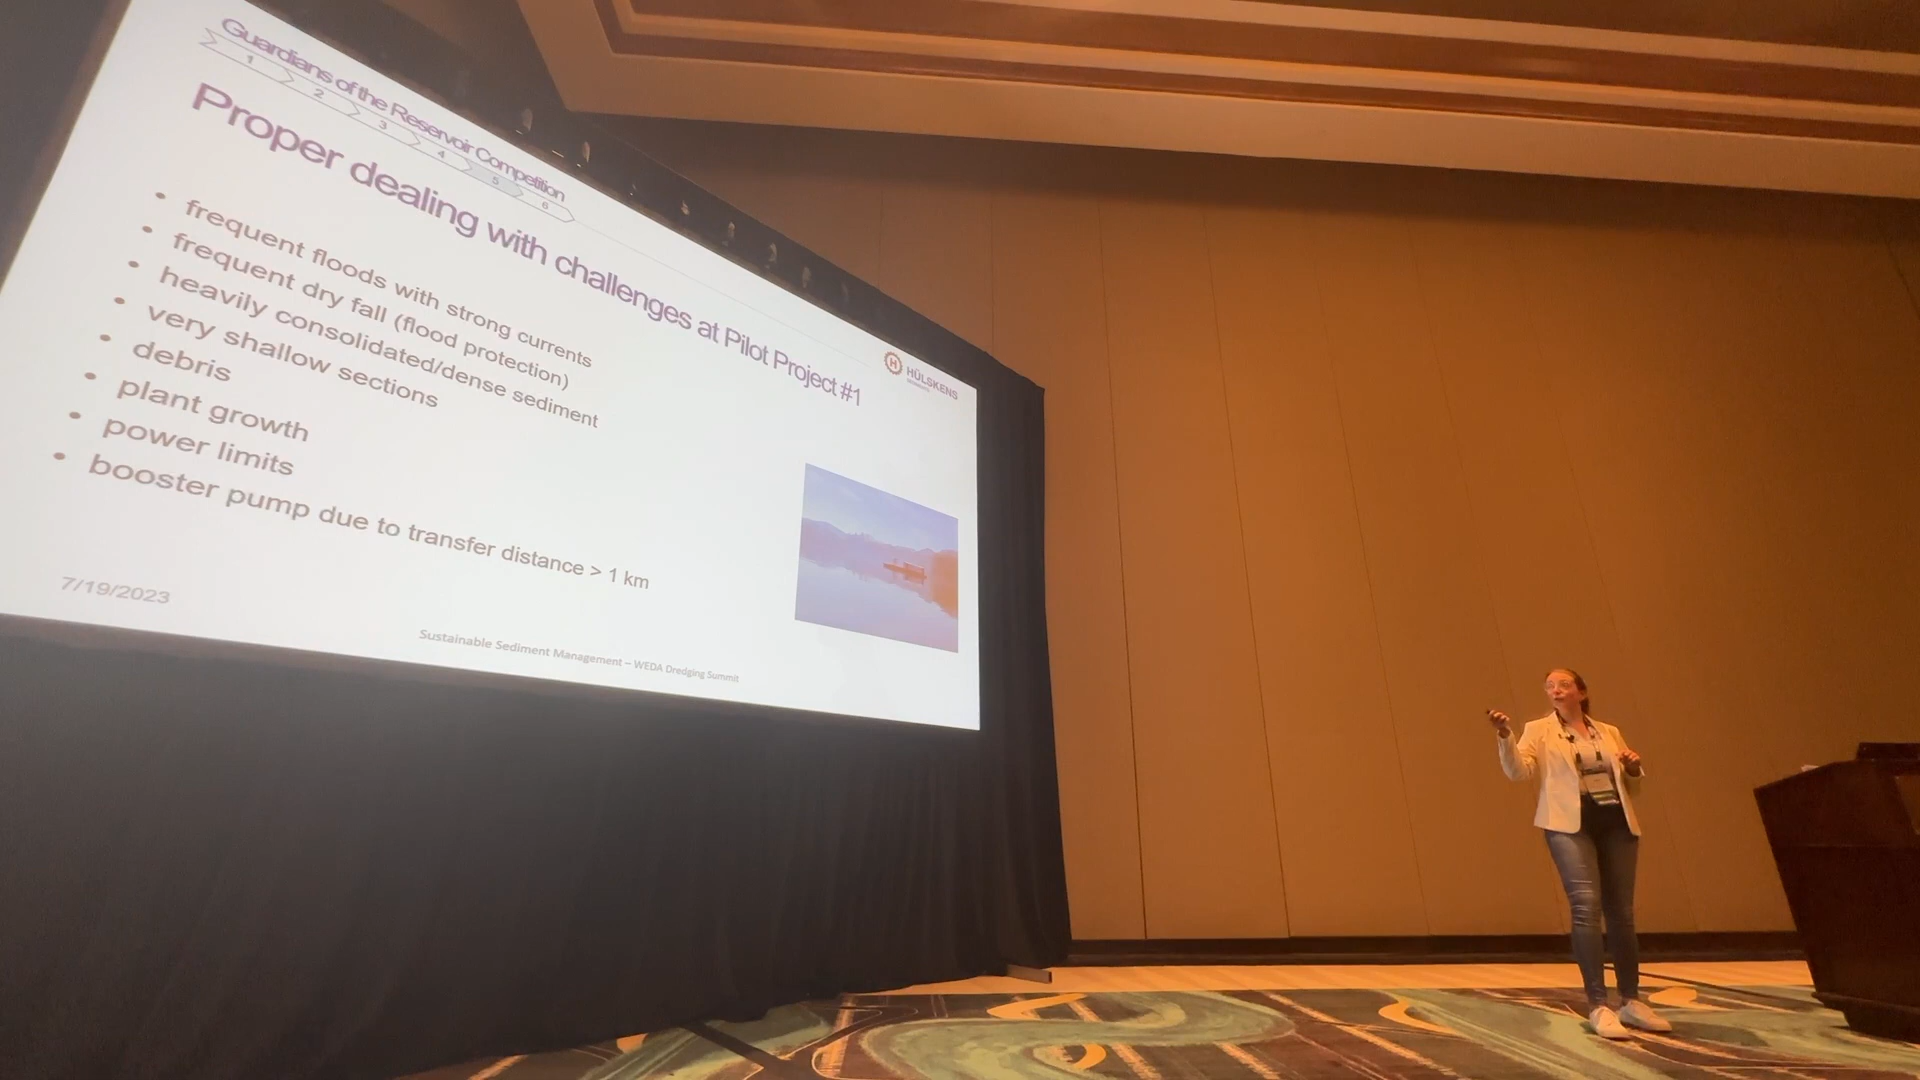 Guardians of the Reservoir Competition
1 2 3 4 5 6
Proper dealing with challenges at Pilot Project #1
H HÜLSKENS
• frequent floods with strong currents
• frequent dry fall (flood protection)
• heavily consolidated/dense sediment
• very shallow sections
• debris
• plant growth
• power limits
• booster pump due to transfer distance > 1 km
7/19/2023
Sustainable Sediment Management – WEDA Dredging Summit